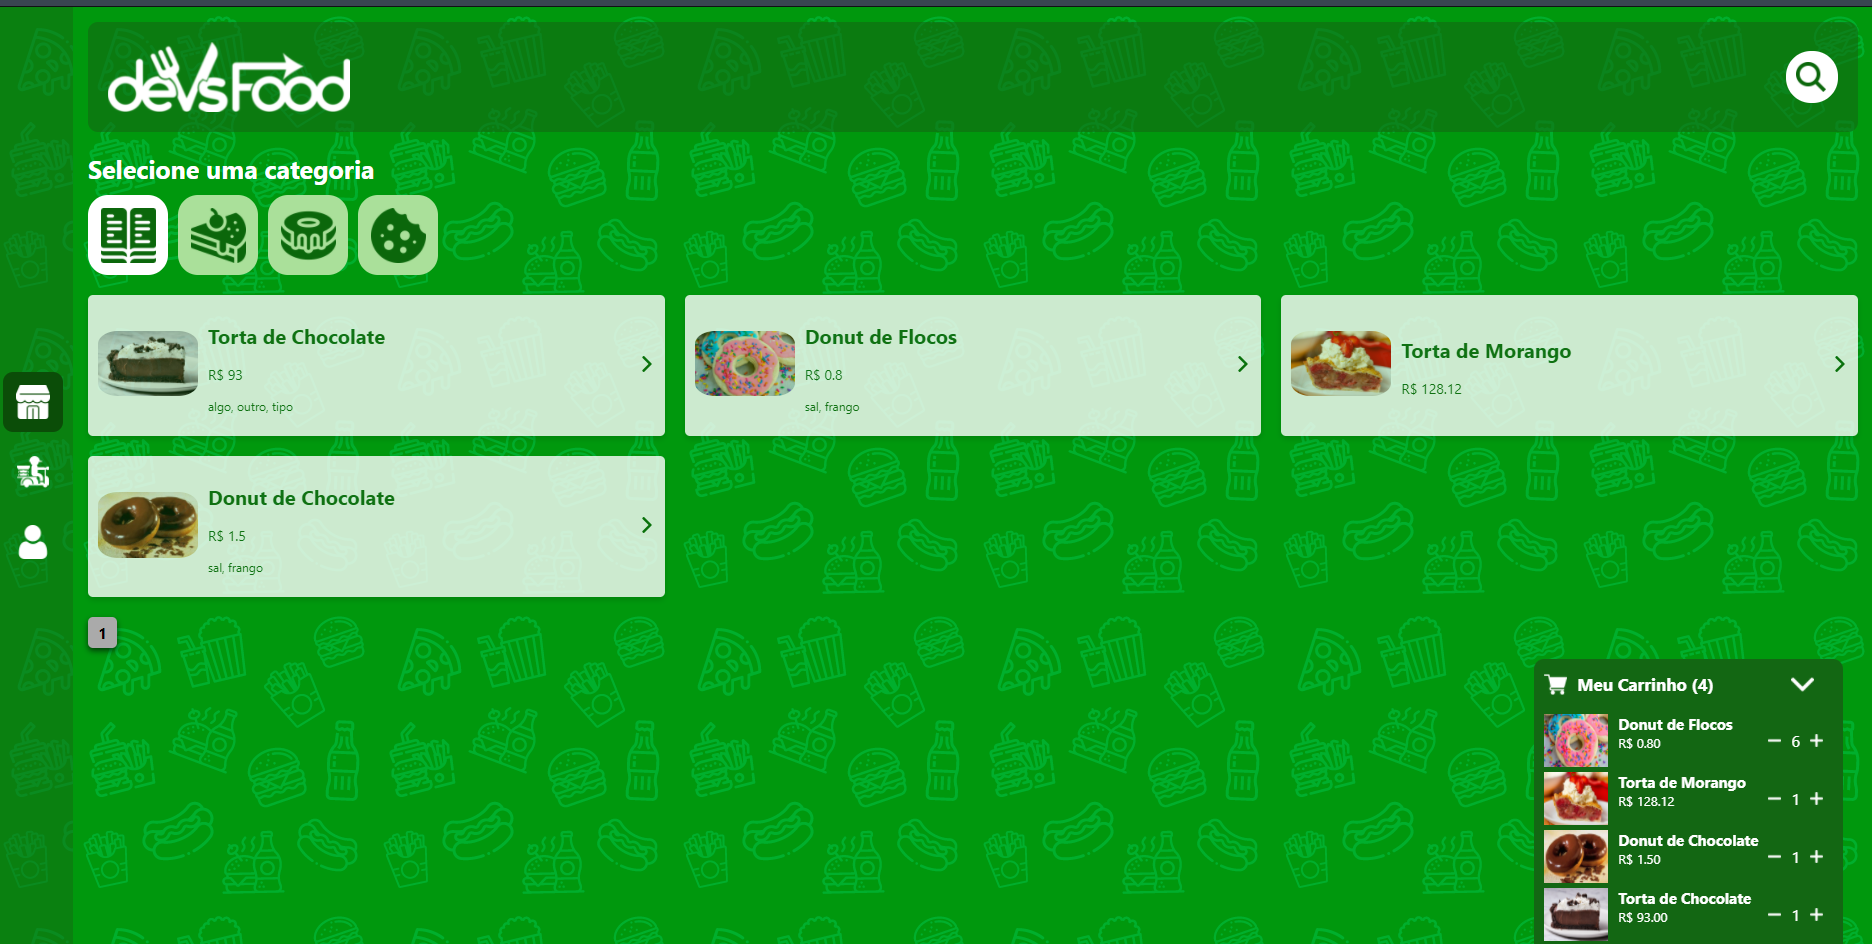 devsFood
Selecione uma categoria
Torta de Chocolate
R$ 93
algo, outro, tipo
Donut de Flocos
R$ 0.8
sal, frango
Torta de Morango
R$ 128.12
Donut de Chocolate
R$ 1.5
sal, frango
1
Meu Carrinho (4)
Donut de Flocos
R$ 0.80
6
Torta de Morango
R$ 128.12
1
Donut de Chocolate
R$ 1.50
1
Torta de Chocolate
R$ 93.00
1